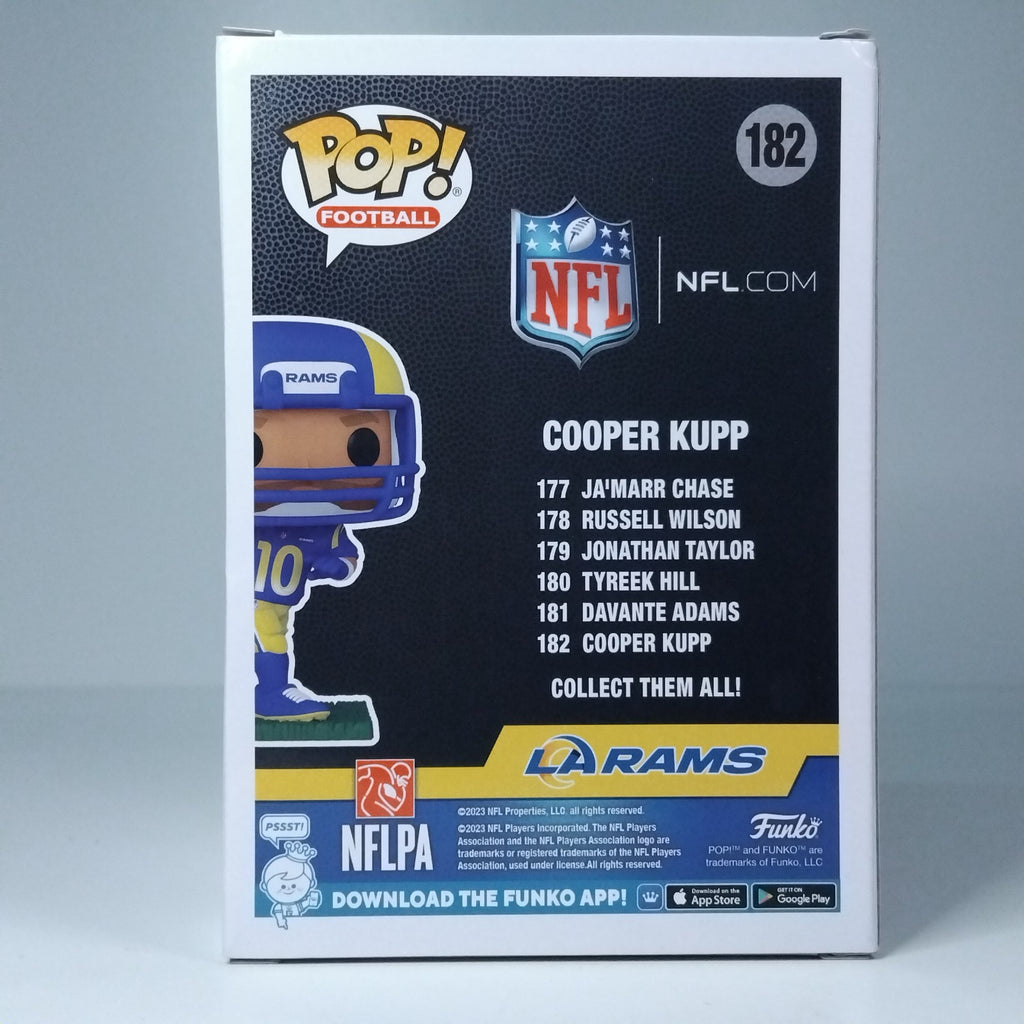 POP!®
FOOTBALL
182
NFL
NFL.COM
RAMS
10
COOPER KUPP
177 JA'MARR CHASE
178 RUSSELL WILSON
179 JONATHAN TAYLOR
180 TYREEK HILL
181 DAVANTE ADAMS
182 COOPER KUPP
COLLECT THEM ALL!
LA RAMS
NFLPA
©2023 NFL Properties, LLC. all rights reserved.
©2023 NFL Players Incorporated. The NFL Players
Association and the NFL Players Association logo are
trademarks or registered trademarks of the NFL Players
Association, used under license.All rights reserved.
Funko
POP!™ and FUNKO™ are
trademarks of Funko, LLC
PSSST!
DOWNLOAD THE FUNKO APP!
Download on the
App Store
GET IT ON
Google Play